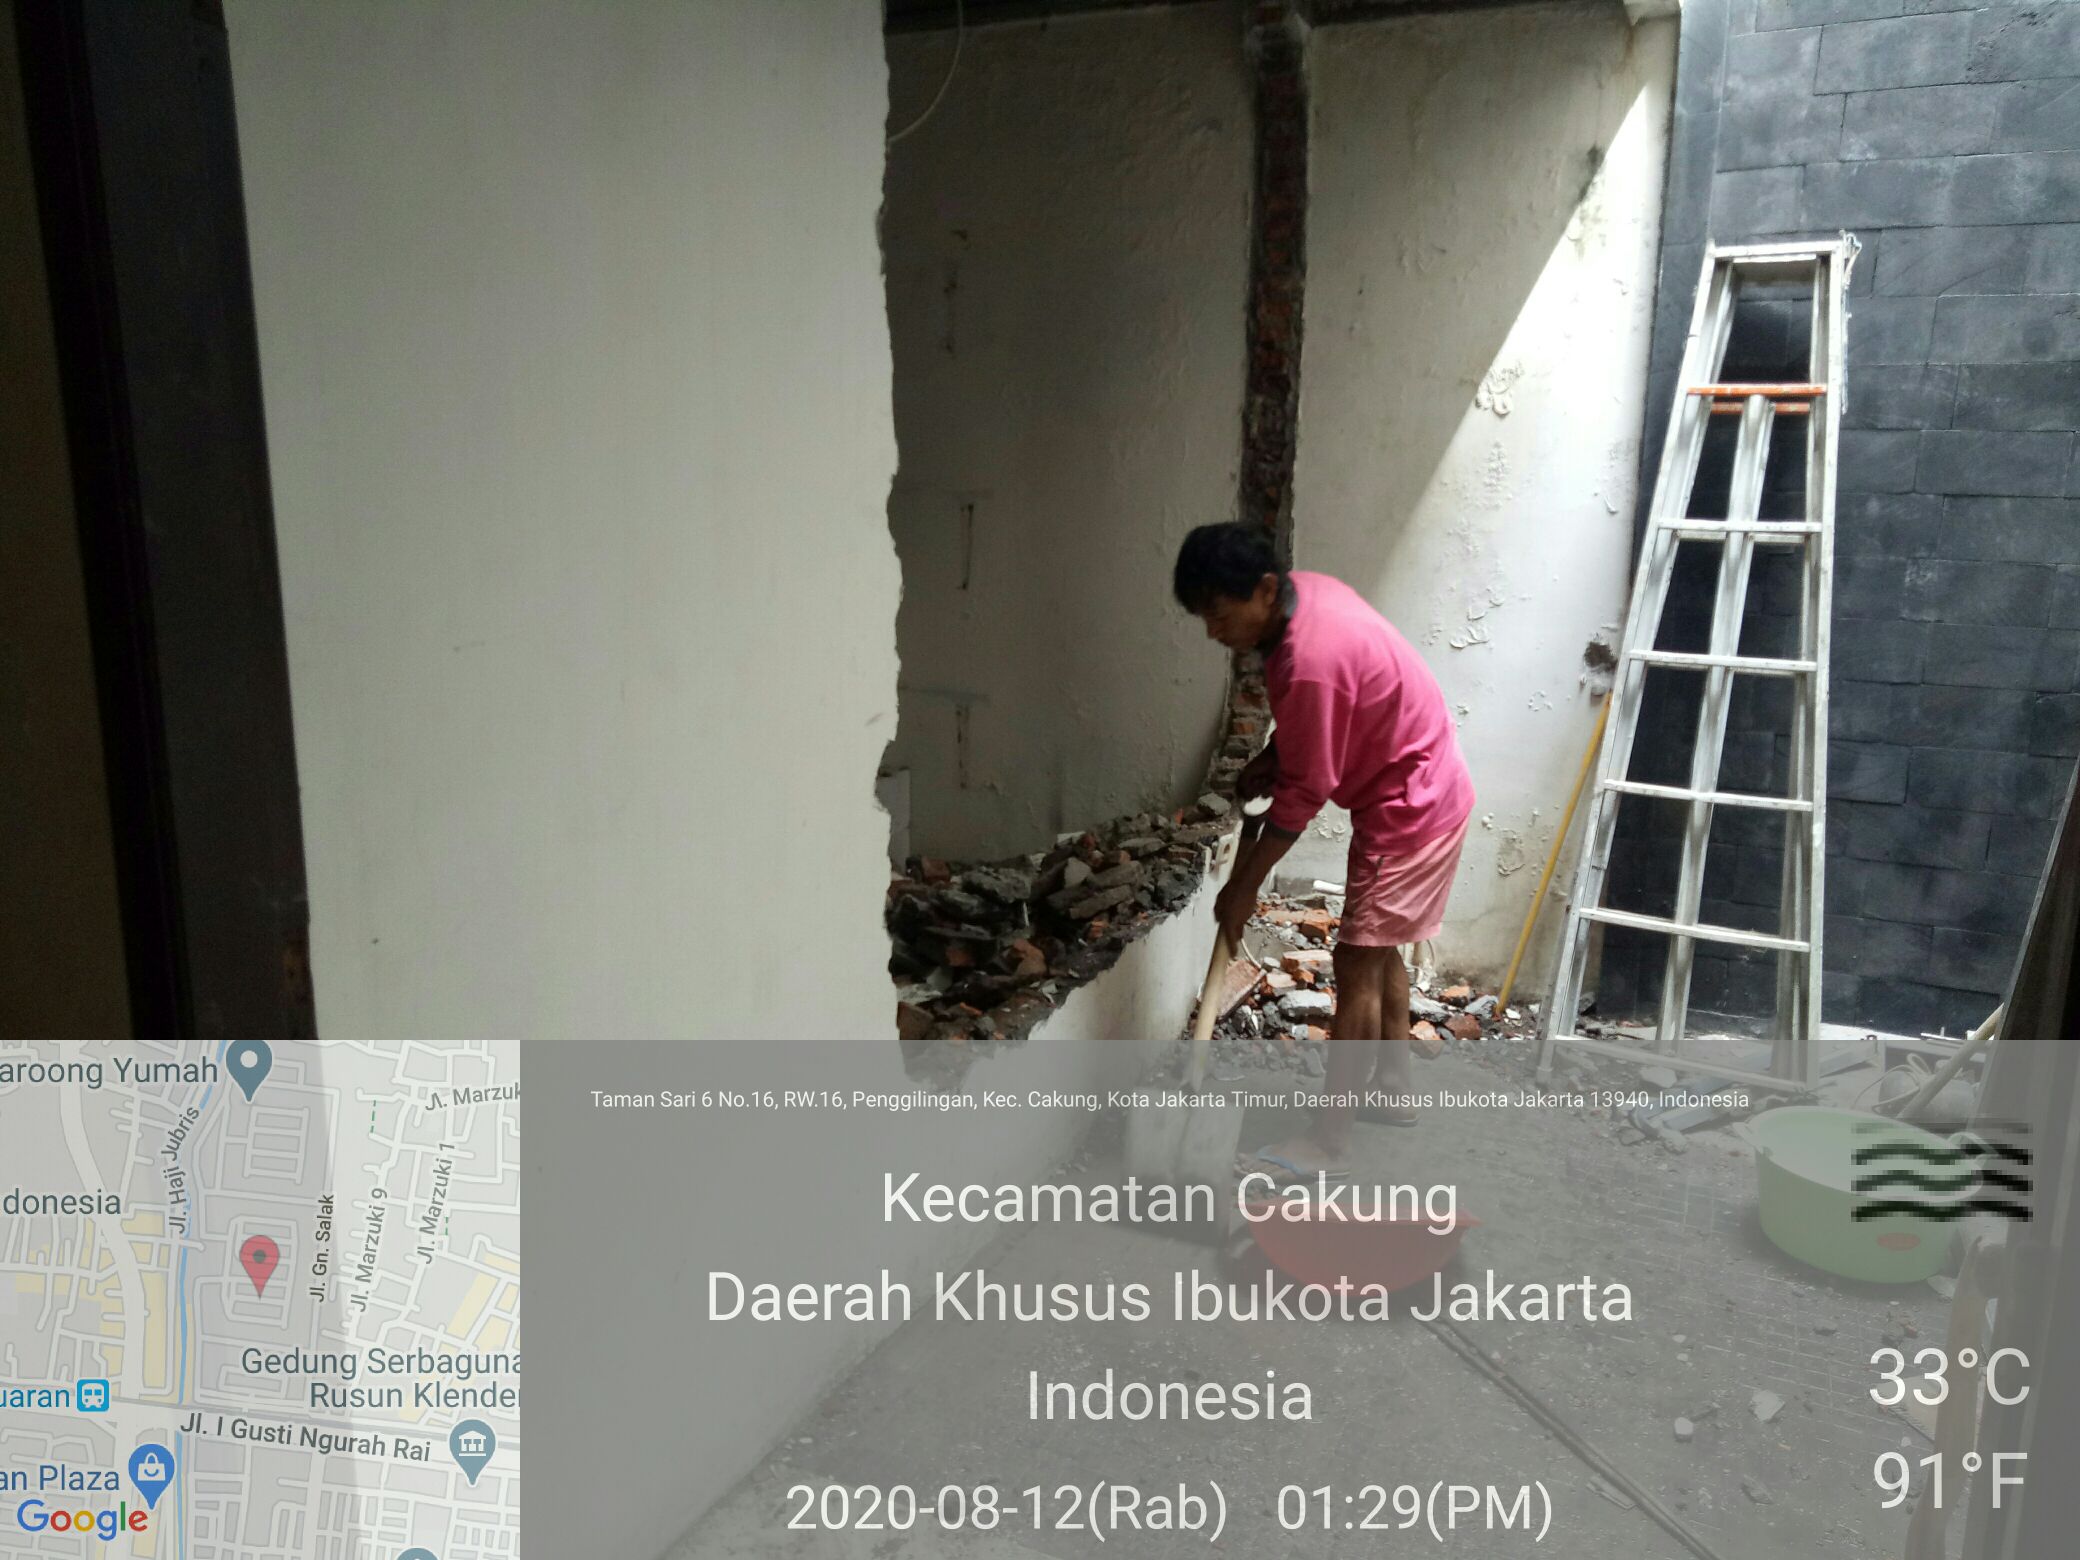 Taman Sari 6 No.16, RW.16, Penggilingan, Kec. Cakung, Kota Jakarta Timur, Daerah Khusus Ibukota Jakarta 13940, Indonesia
Kecamatan Cakung
Daerah Khusus Ibukota Jakarta
Indonesia
2020-08-12(Rab) 01:29(PM)
33°C
91°F
aroong Yumah
Jl. Marzuk
Jl. Haji Jubris
Jl. Marzuki 1
Jl. Marzuki 9
Jl. Gn. Salak
donesia
Gedung Serbaguna
Rusun Klender
uaran
Jl. I Gusti Ngurah Rai
an Plaza
Google